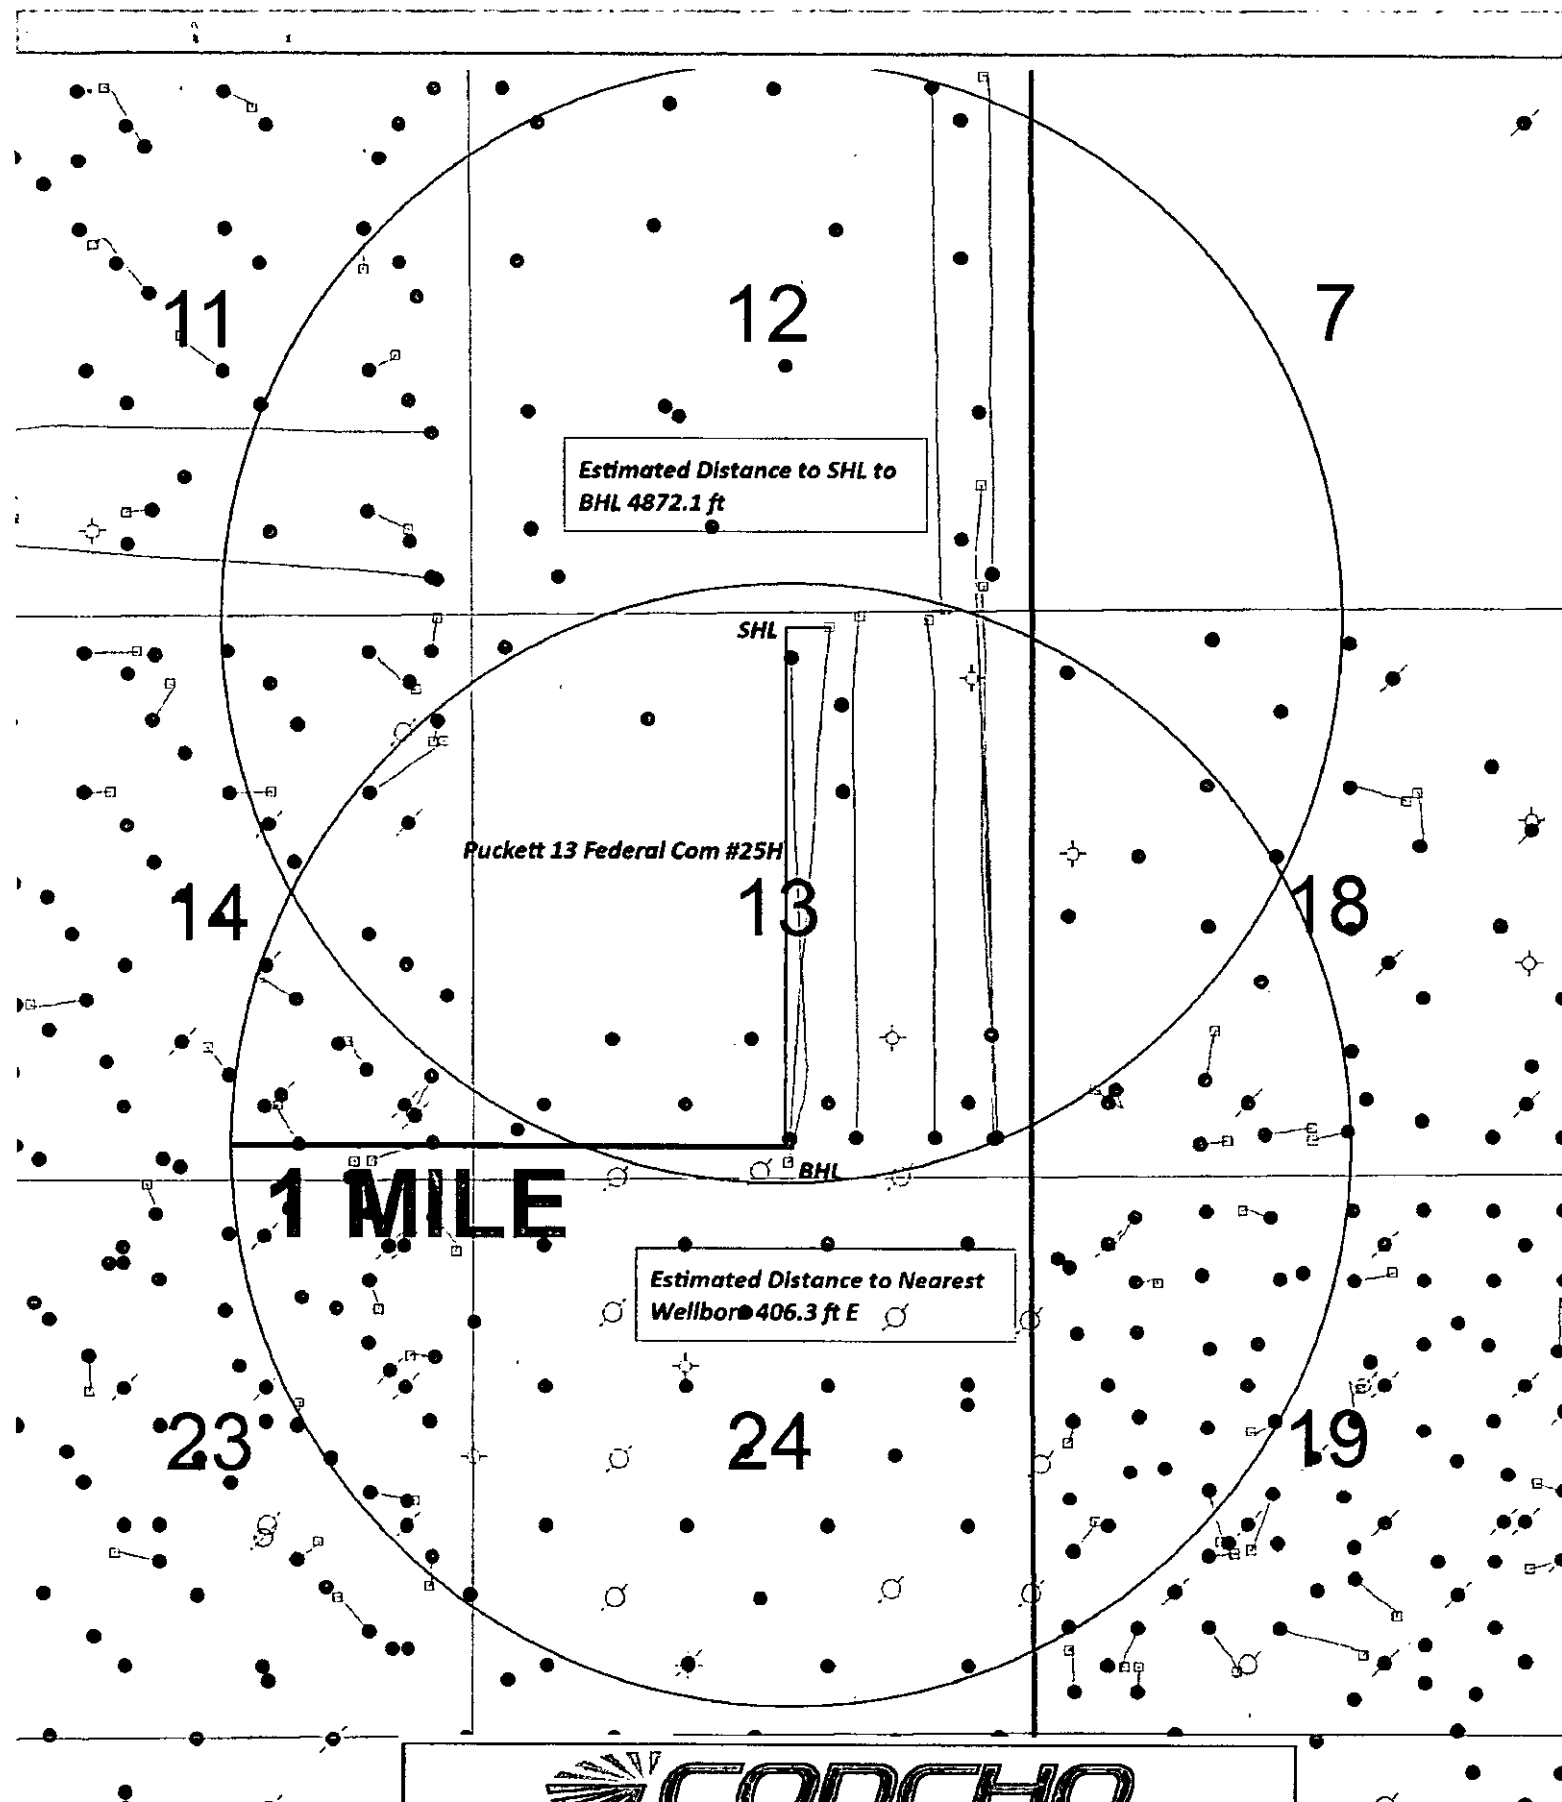 11
12
7
Estimated Distance to SHL to
BHL 4872.1 ft
SHL
Puckett 13 Federal Com #25H
14
13
18
BHL
1 MILE
Estimated Distance to Nearest
Wellbore 406.3 ft E
23
24
19
CONCHO